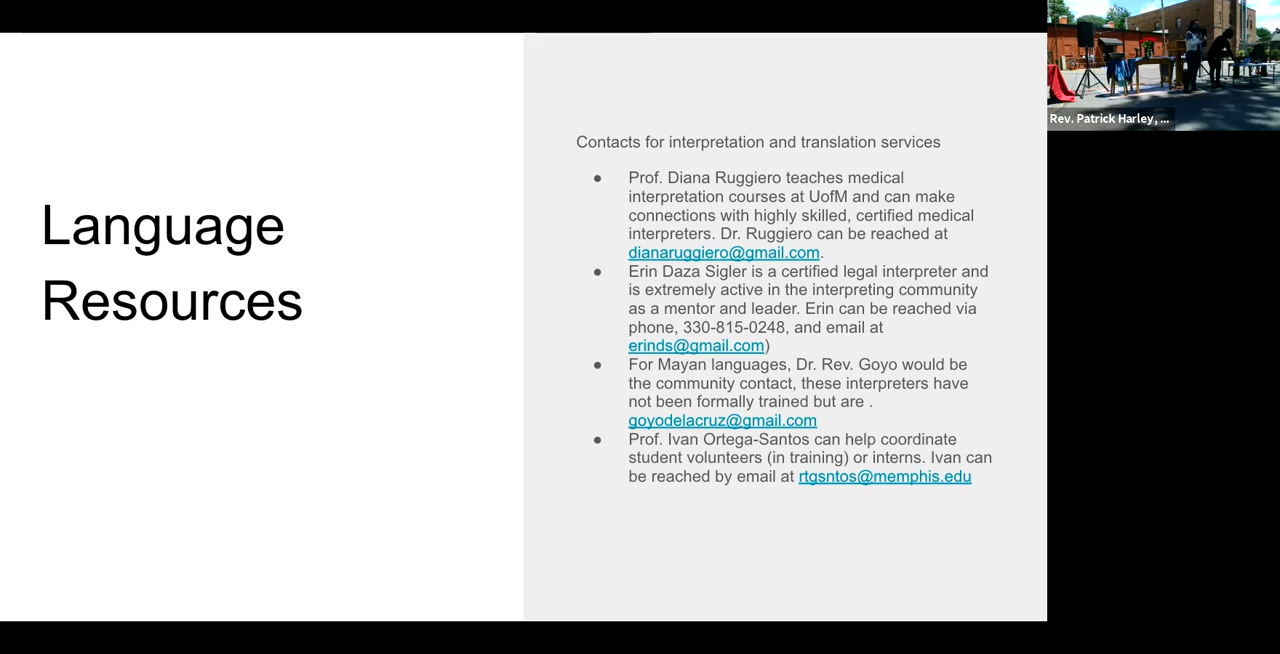 Language
Resources
Contacts for interpretation and translation services
● Prof. Diana Ruggiero teaches medical
interpretation courses at UofM and can make
connections with highly skilled, certified medical
interpreters. Dr. Ruggiero can be reached at
dianaruggiero@gmail.com.
● Erin Daza Sigler is a certified legal interpreter and
is extremely active in the interpreting community
as a mentor and leader. Erin can be reached via
phone, 330-815-0248, and email at
erinds@gmail.com)
● For Mayan languages, Dr. Rev. Goyo would be
the community contact, these interpreters have
not been formally trained but are .
goyodelacruz@gmail.com
● Prof. Ivan Ortega-Santos can help coordinate
student volunteers (in training) or interns. Ivan can
be reached by email at rtgsntos@memphis.edu
Rev. Patrick Harley, ...